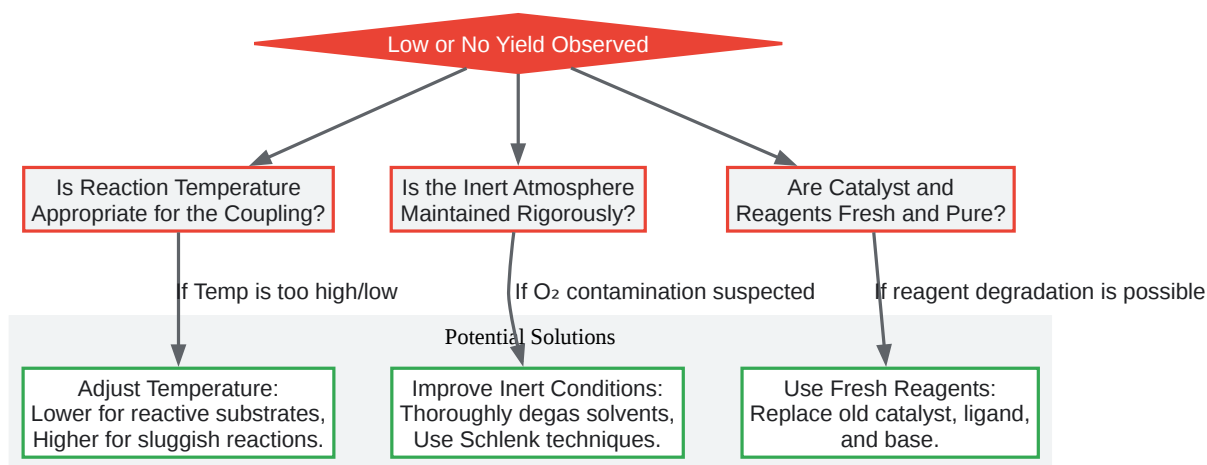 Low or No Yield Observed
Is Reaction Temperature
Appropriate for the Coupling?
Is the Inert Atmosphere
Maintained Rigorously?
Are Catalyst and
Reagents Fresh and Pure?
If Temp is too high/low
If O₂ contamination suspected
If reagent degradation is possible
Potential Solutions
Adjust Temperature:
Lower for reactive substrates,
Higher for sluggish reactions.
Improve Inert Conditions:
Thoroughly degas solvents,
Use Schlenk techniques.
Use Fresh Reagents:
Replace old catalyst, ligand,
and base.